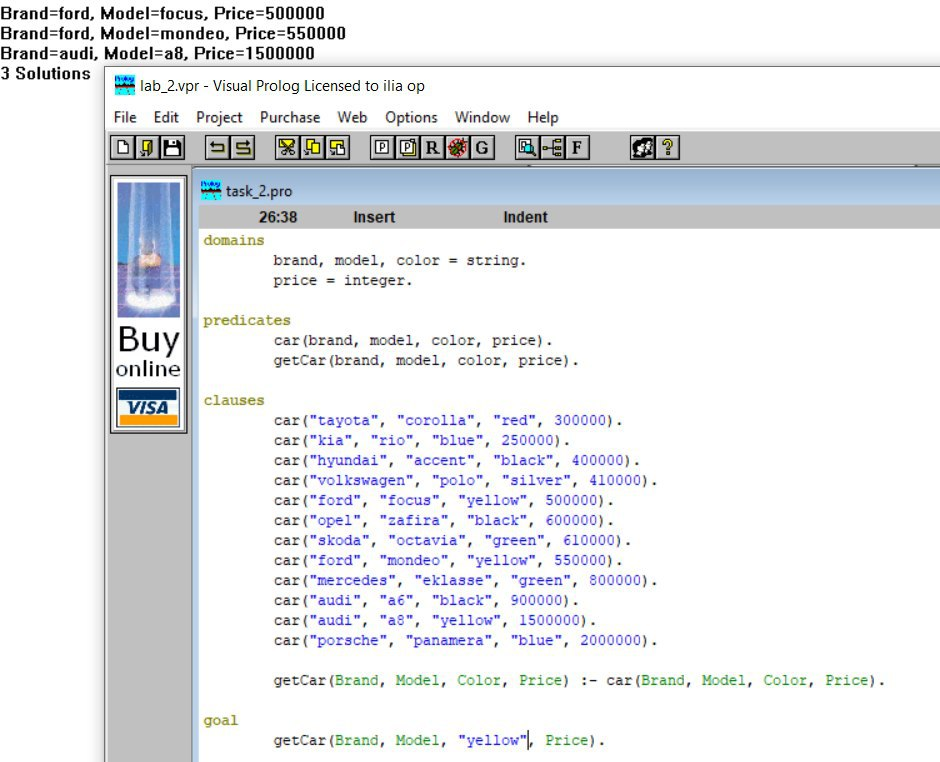 Brand=ford, Model=focus, Price=500000
Brand=ford, Model=mondeo, Price=550000
Brand=audi, Model=a8, Price=1500000
3 Solutions
lab_2.vpr - Visual Prolog Licensed to ilia op
File Edit Project Purchase Web Options Window Help
P P R G F ?
Prolog task_2.pro
26:38 Insert Indent
Buy
online
VISA
domains
brand, model, color = string.
price = integer.
predicates
car(brand, model, color, price).
getCar(brand, model, color, price).
clauses
car("tayota", "corolla", "red", 300000).
car("kia", "rio", "blue", 250000).
car("hyundai", "accent", "black", 400000).
car("volkswagen", "polo", "silver", 410000).
car("ford", "focus", "yellow", 500000).
car("opel", "zafira", "black", 600000).
car("skoda", "octavia", "green", 610000).
car("ford", "mondeo", "yellow", 550000).
car("mercedes", "eklasse", "green", 800000).
car("audi", "a6", "black", 900000).
car("audi", "a8", "yellow", 1500000).
car("porsche", "panamera", "blue", 2000000).
getCar(Brand, Model, Color, Price) :- car(Brand, Model, Color, Price).
goal
getCar(Brand, Model, "yellow", Price).